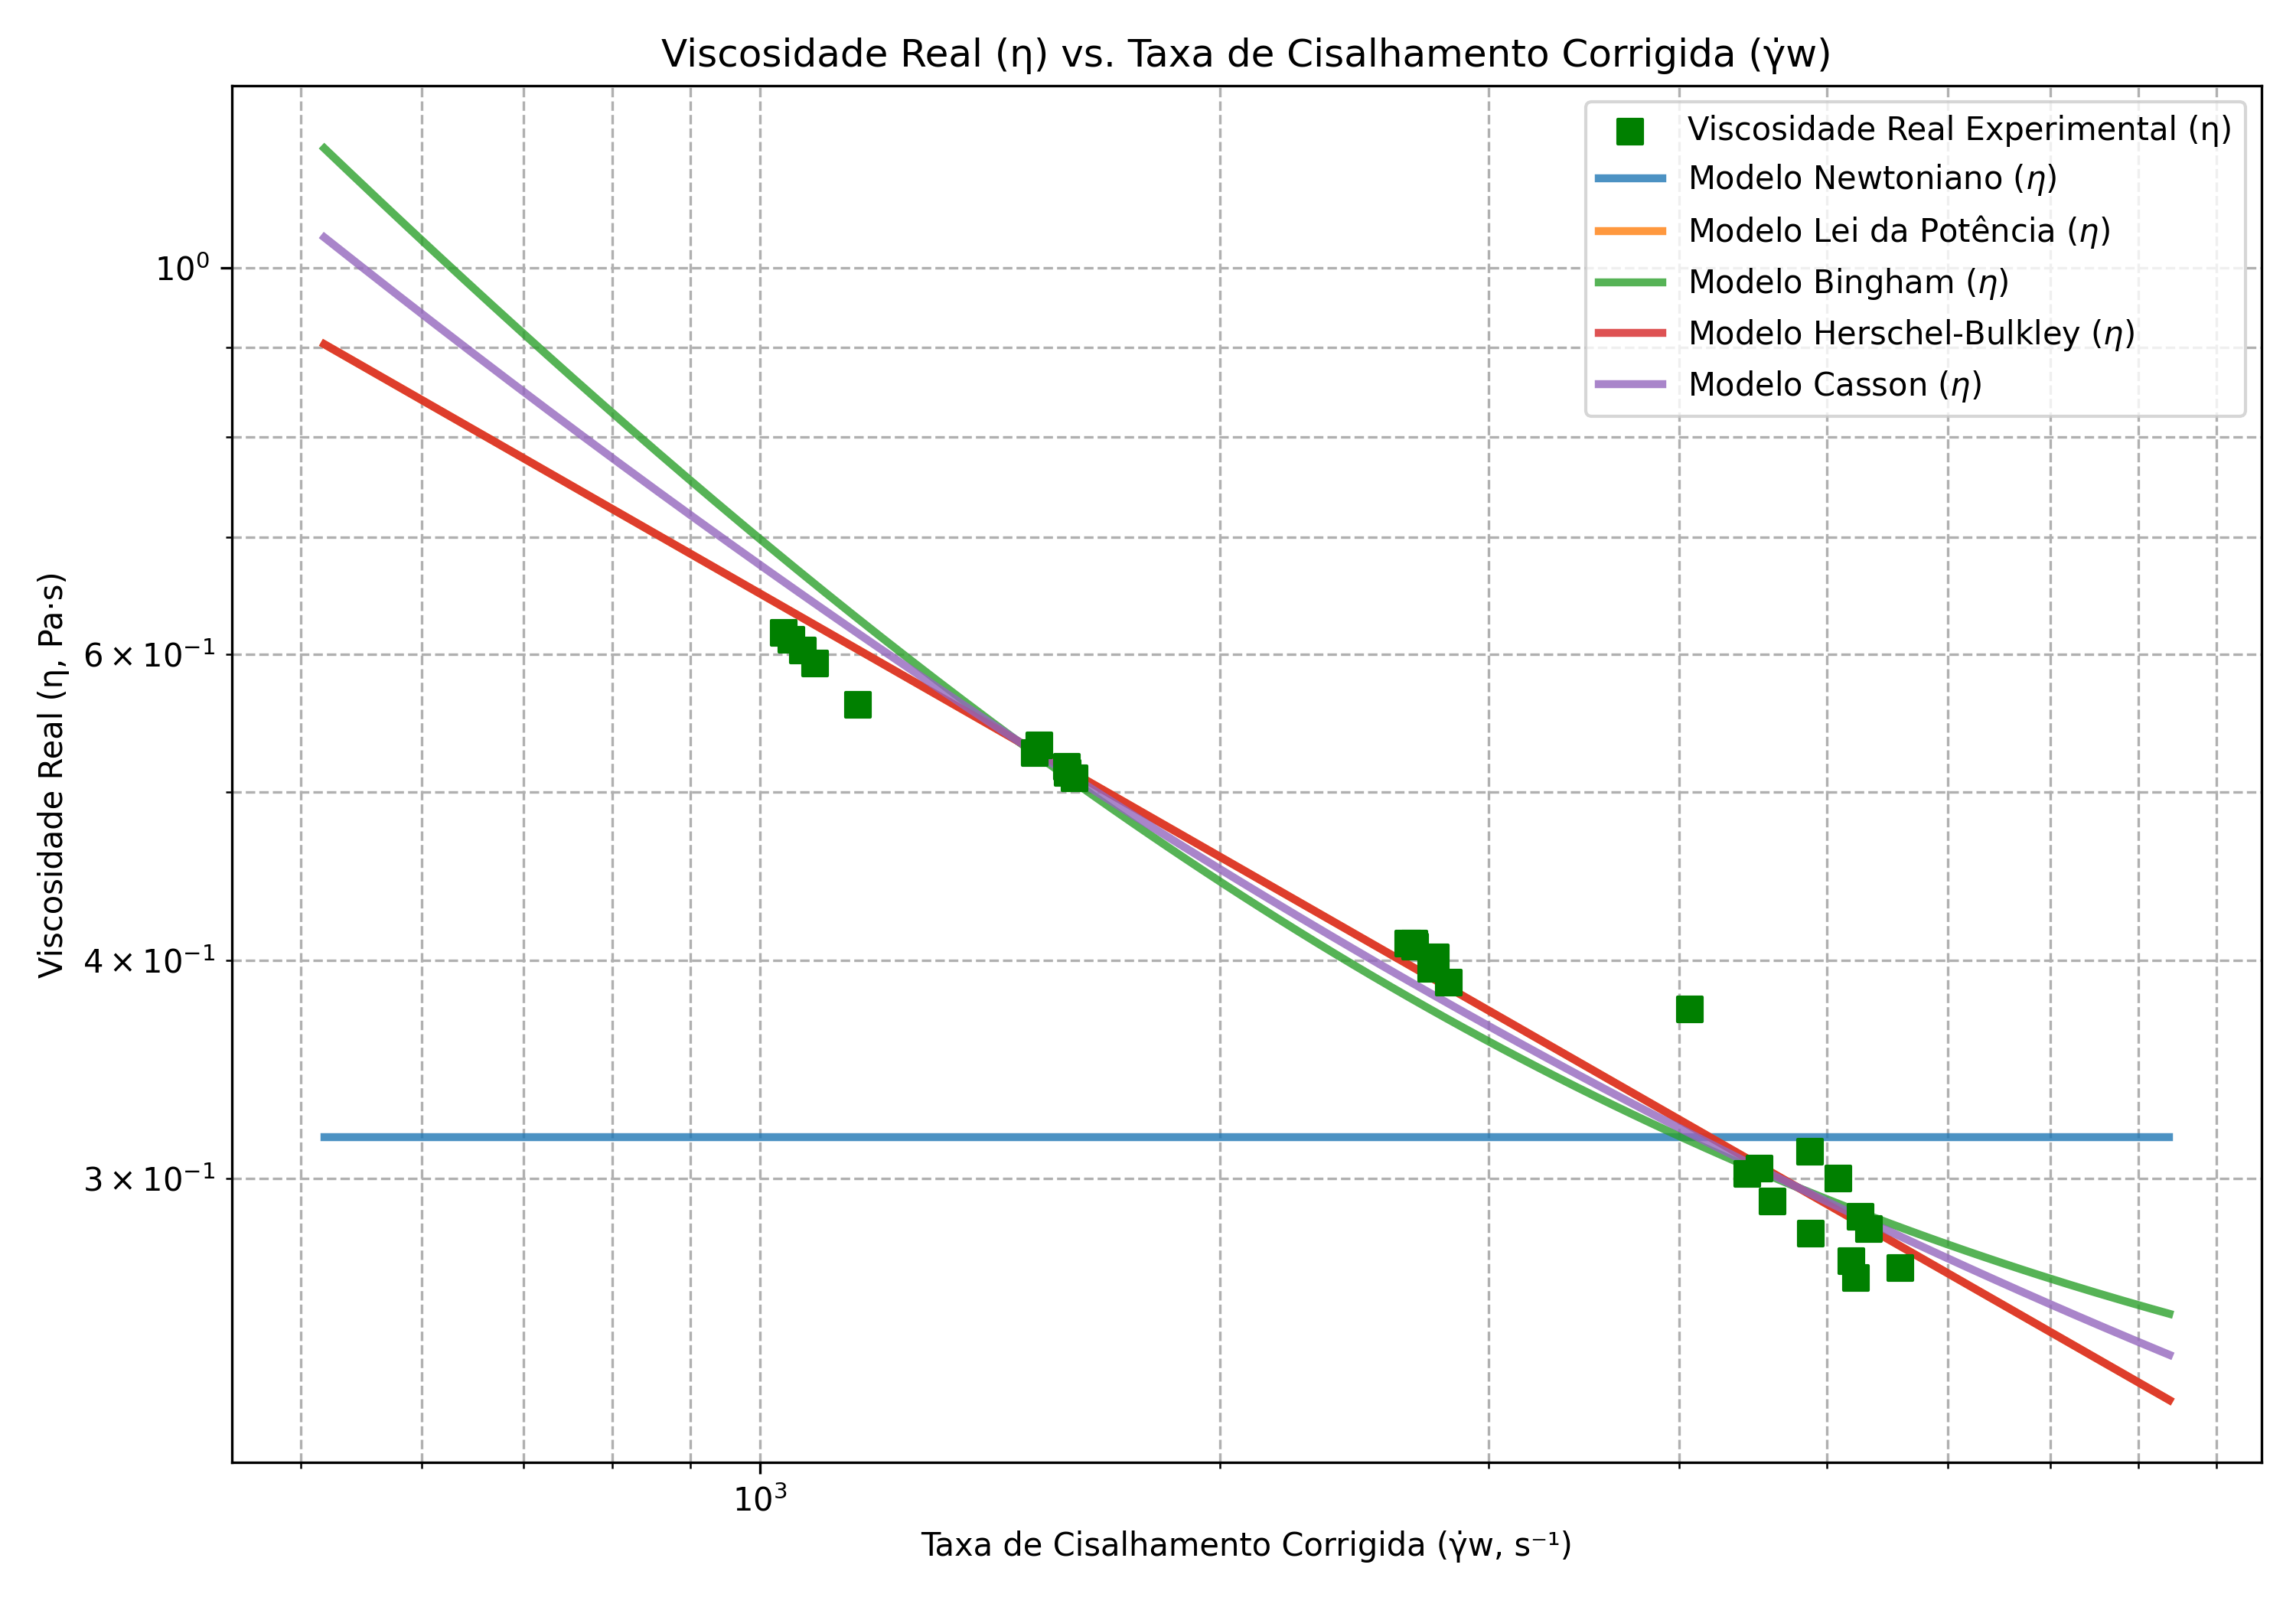 Viscosidade Real (η) vs. Taxa de Cisalhamento Corrigida (γ̇w)
Viscosidade Real Experimental (η)
Modelo Newtoniano (η)
Modelo Lei da Potência (η)
Modelo Bingham (η)
Modelo Herschel-Bulkley (η)
Modelo Casson (η)
Viscosidade Real (η, Pa·s)
10⁰
6 × 10⁻¹
4 × 10⁻¹
3 × 10⁻¹
10³
Taxa de Cisalhamento Corrigida (γ̇w, s⁻¹)